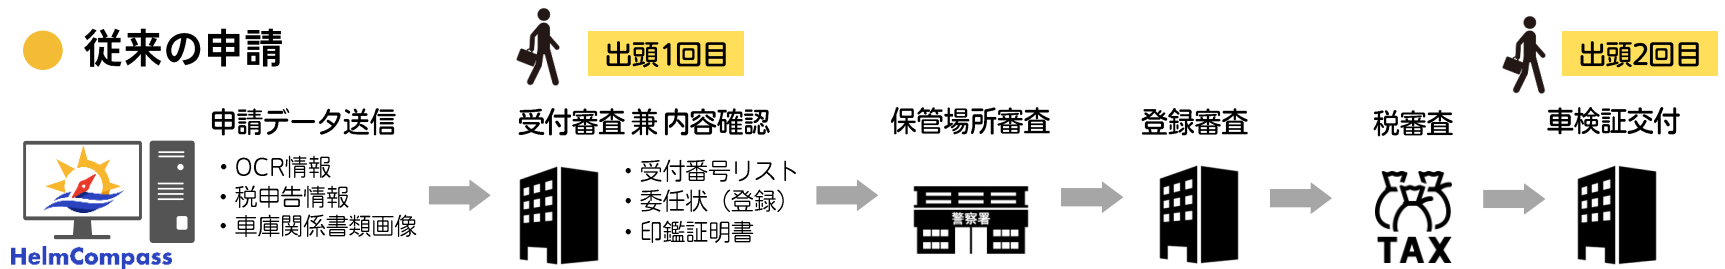 従来の申請
出頭1回目
出頭2回目
申請データ送信
・OCR情報
・税申告情報
・車庫関係書類画像
HelmCompass
受付審査 兼 内容確認
・受付番号リスト
・委任状（登録）
・印鑑証明書
保管場所審査
警察署
登録審査
税審査
TAX
車検証交付